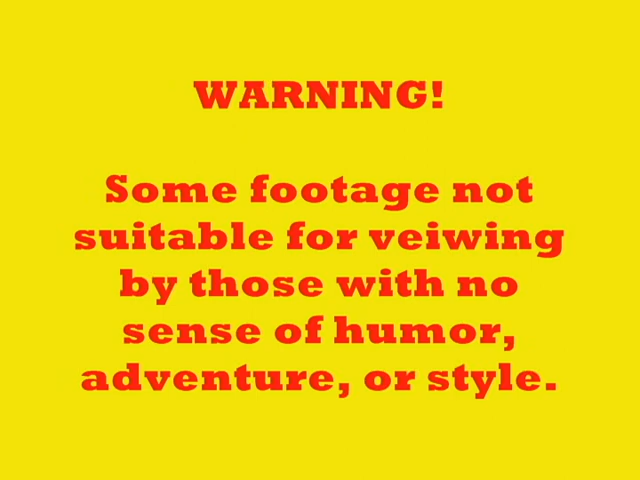 WARNING!
Some footage not
suitable for veiwing
by those with no
sense of humor,
adventure, or style.